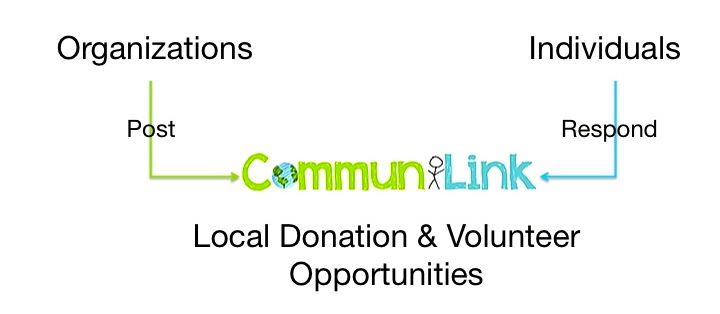 Organizations
Individuals
Post
Respond
CommuniLink
Local Donation & Volunteer
Opportunities